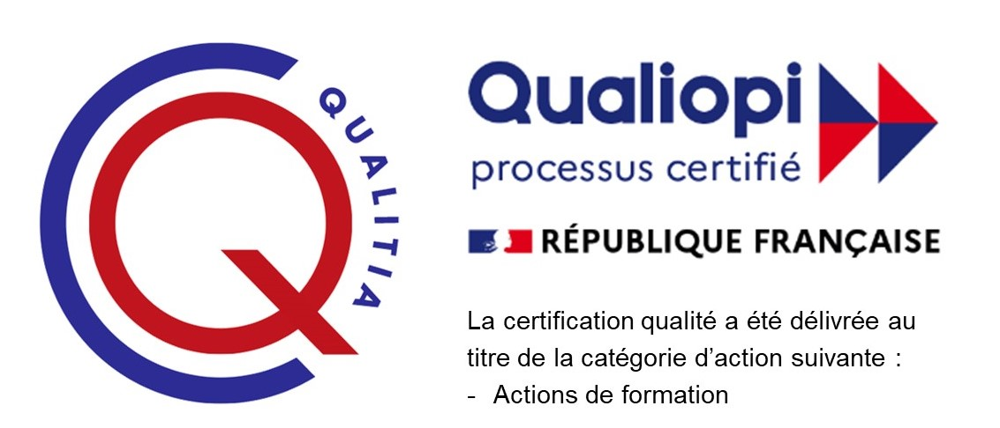 QUALITIA
Qualiopi
processus certifié
RÉPUBLIQUE FRANÇAISE
La certification qualité a été délivrée au
titre de la catégorie d’action suivante :
- Actions de formation